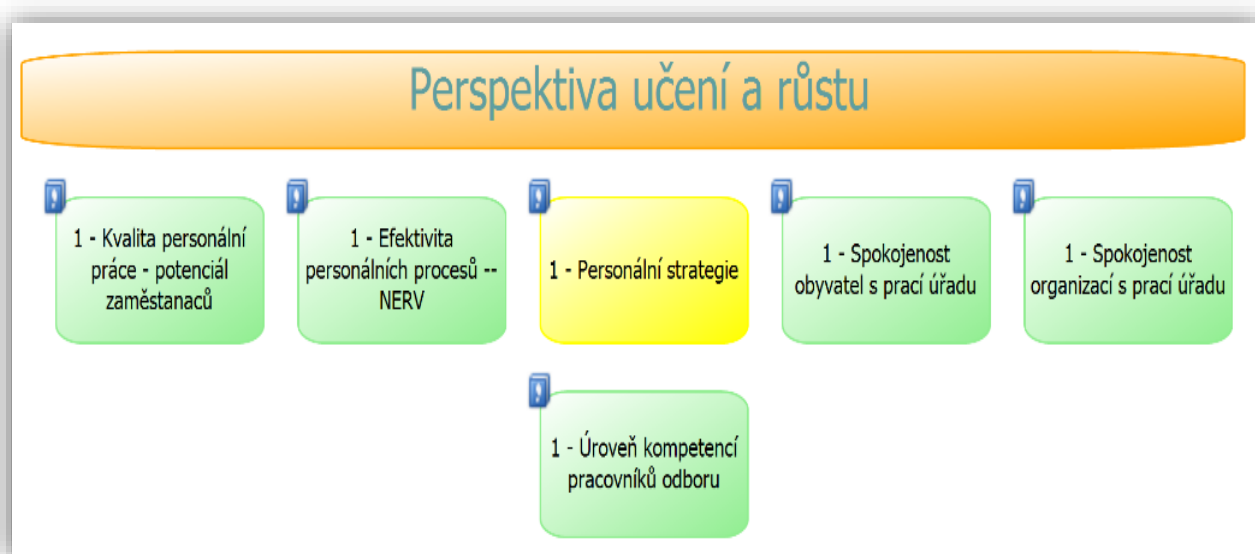 Perspektiva učení a růstu
1 - Kvalita personální
práce - potenciál
zaměstanaců
1 - Efektivita
personálních procesů --
NERV
1 - Personální strategie
1 - Spokojenost
obyvatel s prací úřadu
1 - Spokojenost
organizací s prací úřadu
1 - Úroveň kompetencí
pracovníků odboru